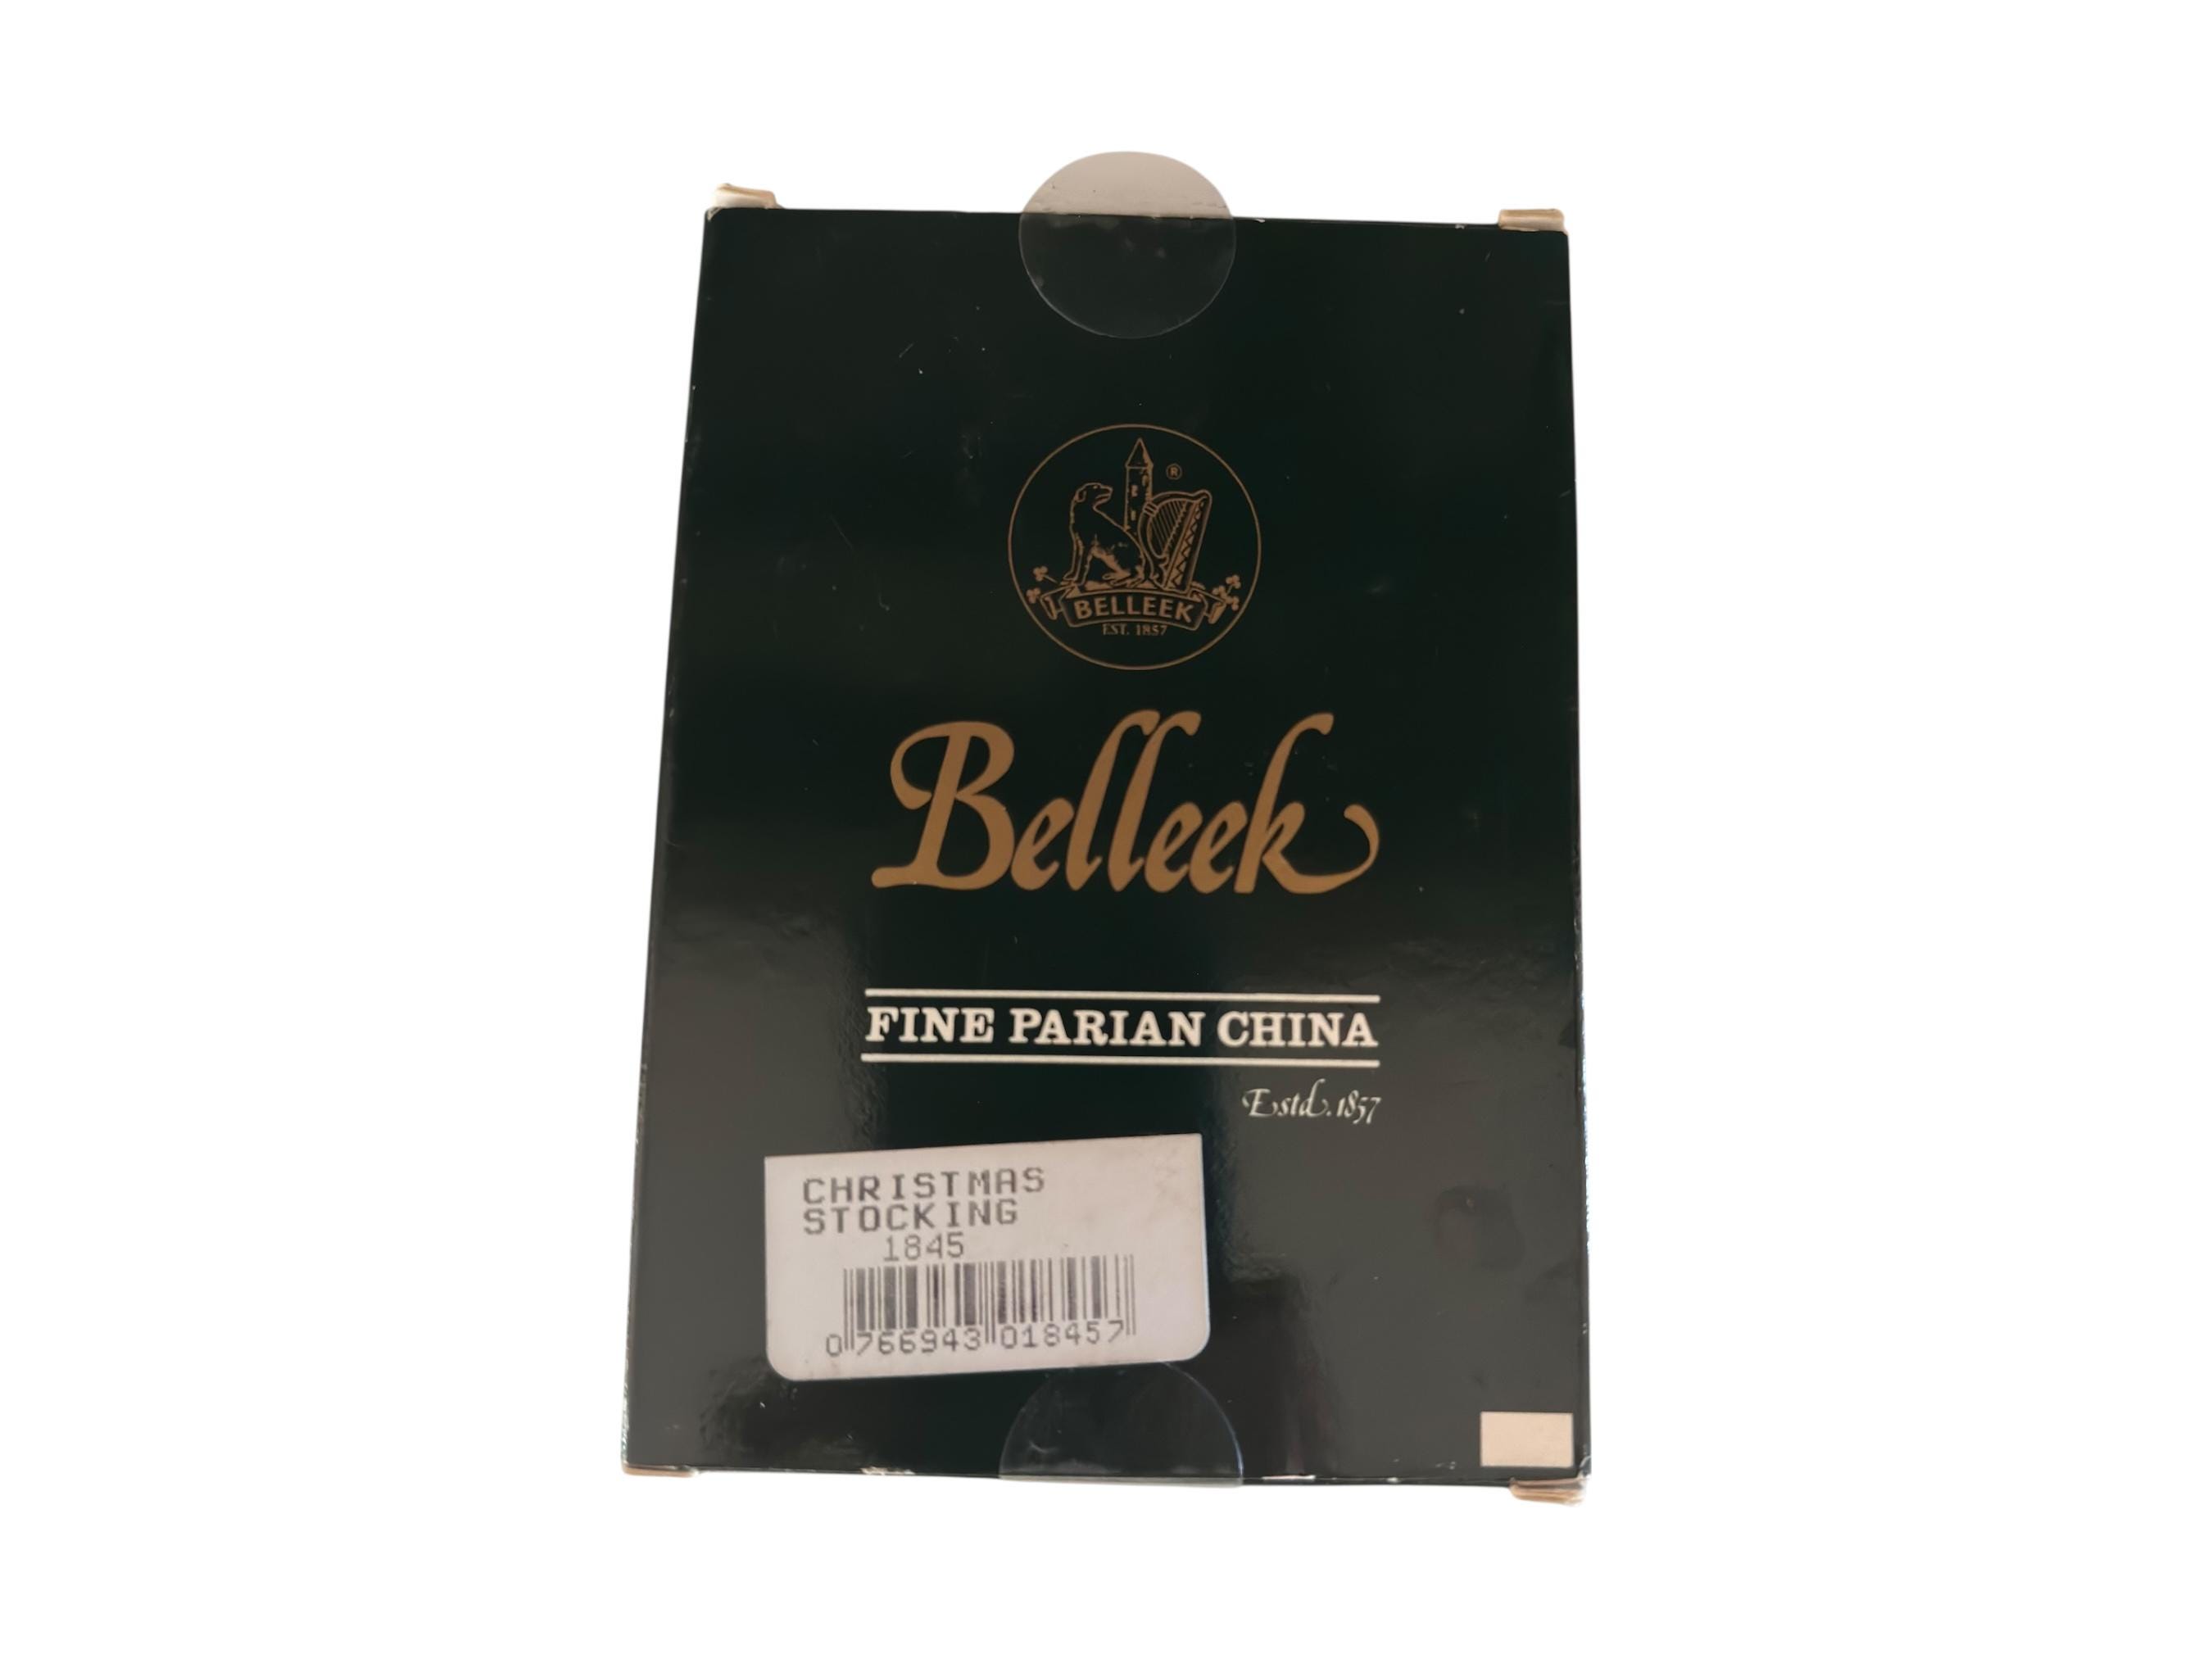 ®
BELLEEK
EST. 1857
Belleek
FINE PARIAN CHINA
Estd. 1857
CHRISTMAS
STOCKING
1845
0 766943 018457